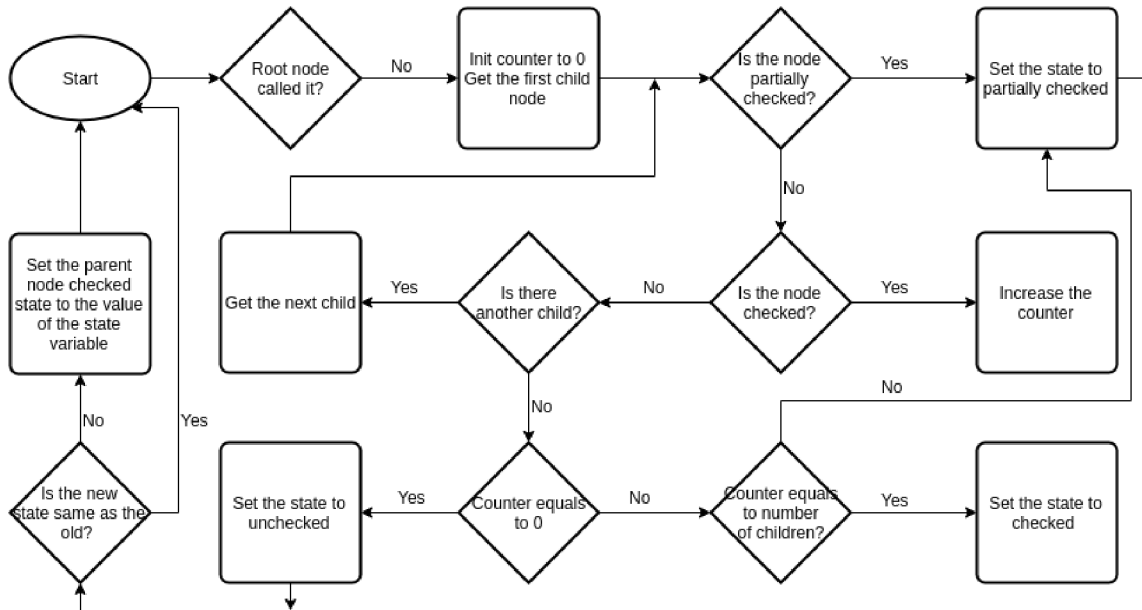 Start
Root node
called it?
No
Init counter to 0
Get the first child
node
Is the node
partially
checked?
Yes
Set the state to
partially checked
No
Set the parent
node checked
state to the value
of the state
variable
Get the next child
Yes
Is there
another child?
No
Is the node
checked?
Yes
Increase the
counter
No
Yes
No
No
Is the new
state same as the
old?
Set the state to
unchecked
Yes
Counter equals
to 0
No
Counter equals
to number
of children?
Yes
Set the state to
checked